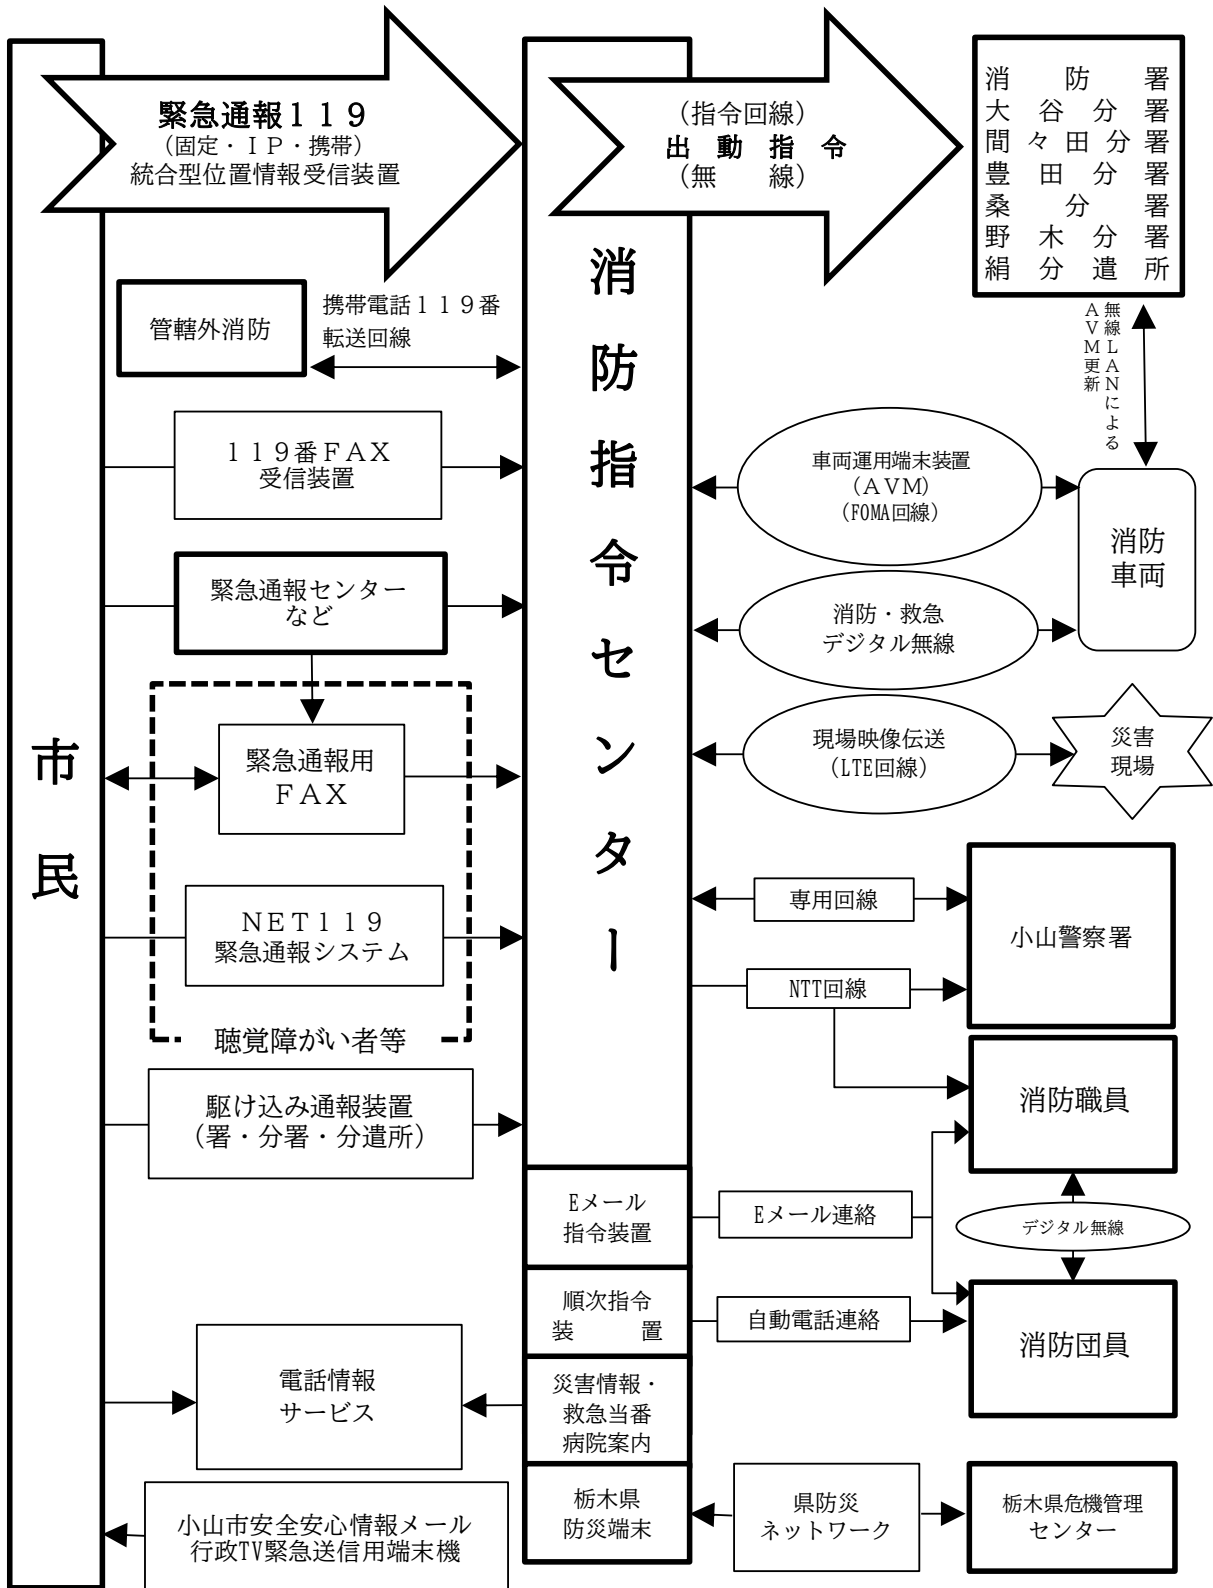 緊急通報１１９
（固定・ＩＰ・携帯）
統合型位置情報受信装置
（指令回線）
出動指令
（無線）
消防署
大谷分署
間々田分署
豊田分署
桑分署
野木分署
絹分遣所
無線ＬＡＮによる
ＡＶＭ更新
市民
消防指令センター
管轄外消防
携帯電話１１９番
転送回線
１１９番ＦＡＸ
受信装置
緊急通報センター
など
緊急通報用
ＦＡＸ
ＮＥＴ１１９
緊急通報システム
聴覚障がい者等
駆け込み通報装置
（署・分署・分遣所）
電話情報
サービス
小山市安全安心情報メール
行政TV緊急送信用端末機
Eメール
指令装置
順次指令
装置
災害情報・
救急当番
病院案内
栃木県
防災端末
車両運用端末装置
（ＡＶＭ）
（FOMA回線）
消防・救急
デジタル無線
消防
車両
現場映像伝送
（LTE回線）
災害
現場
専用回線
NTT回線
小山警察署
消防職員
Eメール連絡
デジタル無線
自動電話連絡
消防団員
県防災
ネットワーク
栃木県危機管理
センター